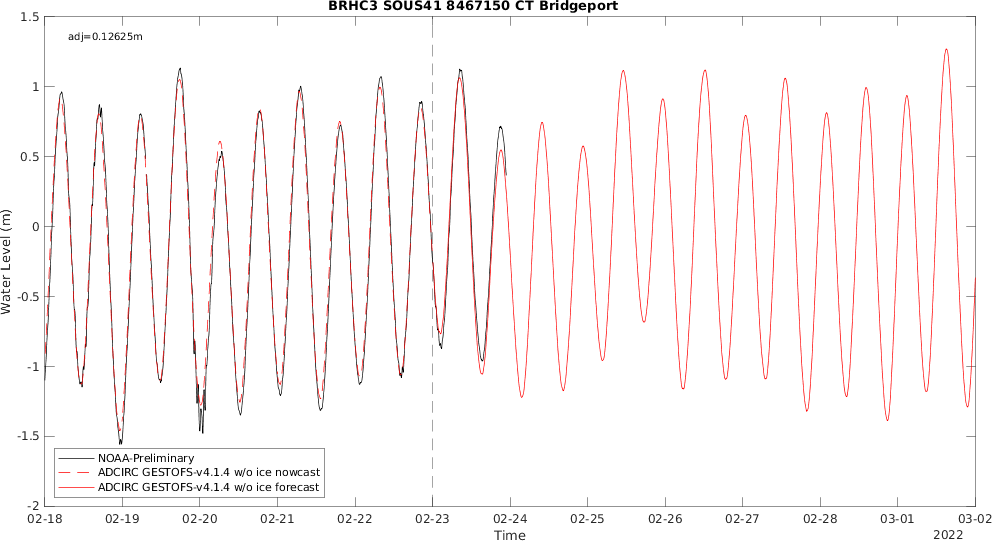 BRHC3 SOUS41 8467150 CT Bridgeport
adj=0.12625m
1.5
1
0.5
0
-0.5
-1
-1.5
-2
Water Level (m)
NOAA-Preliminary
ADCIRC GESTOFS-v4.1.4 w/o ice nowcast
ADCIRC GESTOFS-v4.1.4 w/o ice forecast
02-18 02-19 02-20 02-21 02-22 02-23 02-24 02-25 02-26 02-27 02-28 03-01 03-02
Time
2022